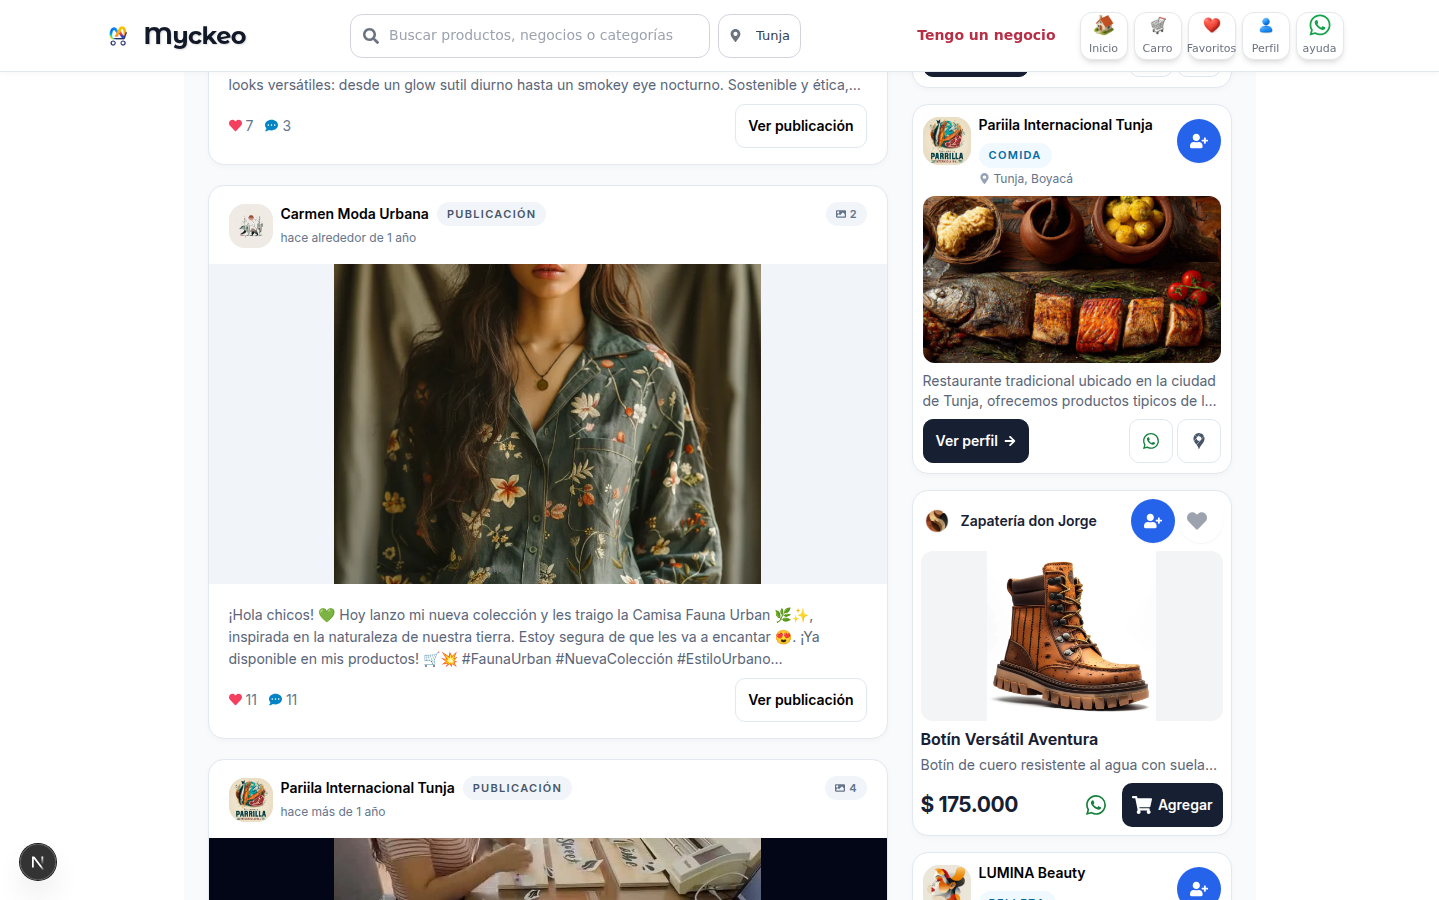 Myckeo
Buscar productos, negocios o categorías
Tunja
Tengo un negocio
Inicio
Carro
Favoritos
Perfil
ayuda
looks versátiles: desde un glow sutil diurno hasta un smokey eye nocturno. Sostenible y ética,...
7
3
Ver publicación
Carmen Moda Urbana
PUBLICACIÓN
2
hace alrededor de 1 año
¡Hola chicos! 💚 Hoy lanzo mi nueva colección y les traigo la Camisa Fauna Urban 🌿✨,
inspirada en la naturaleza de nuestra tierra. Estoy segura de que les va a encantar 😍. ¡Ya
disponible en mis productos! 🛒💥 #FaunaUrban #NuevaColección #EstiloUrbano...
11
11
Ver publicación
PARRILLA
Pariila Internacional Tunja
PUBLICACIÓN
4
hace más de 1 año
Sweet
Time
N
PARRILLA
Pariila Internacional Tunja
COMIDA
Tunja, Boyacá
Restaurante tradicional ubicado en la ciudad
de Tunja, ofrecemos productos tipicos de l...
Ver perfil →
Zapatería don Jorge
Botín Versátil Aventura
Botín de cuero resistente al agua con suela...
$ 175.000
Agregar
LUMINA Beauty
BELLEZA